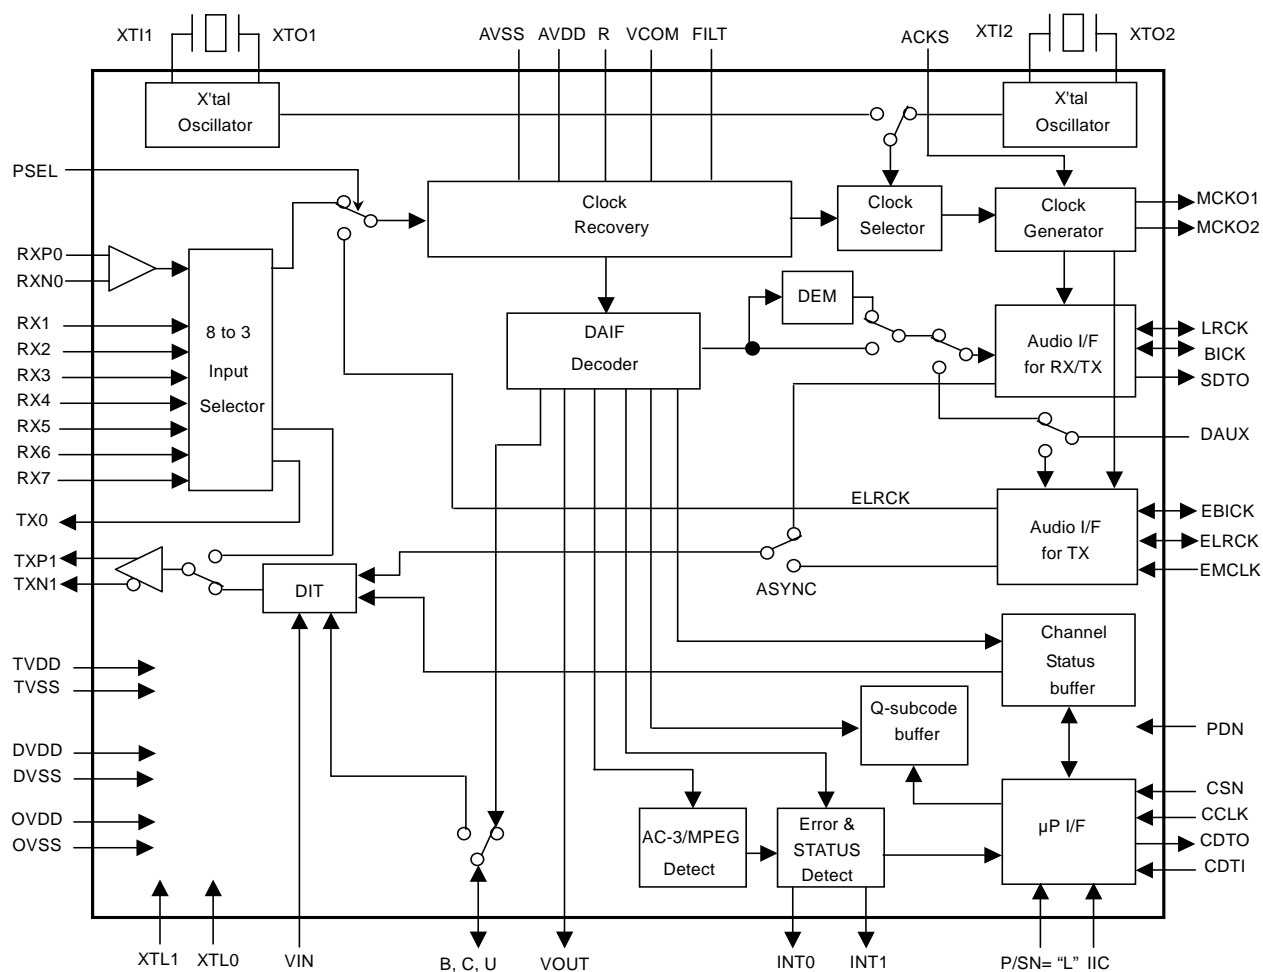 XTI1
XTO1
AVSS
AVDD
R
VCOM
FILT
ACKS
XTI2
XTO2
X'tal
Oscillator
X'tal
Oscillator
PSEL
Clock
Recovery
Clock
Selector
Clock
Generator
MCKO1
MCKO2
RXP0
RXN0
RX1
RX2
RX3
RX4
RX5
RX6
RX7
8 to 3
Input
Selector
DAIF
Decoder
DEM
Audio I/F
for RX/TX
LRCK
BICK
SDTO
DAUX
TX0
TXP1
TXN1
ELRCK
Audio I/F
for TX
EBICK
ELRCK
EMCLK
DIT
ASYNC
Channel
Status
buffer
TVDD
TVSS
DVDD
DVSS
OVDD
OVSS
Q-subcode
buffer
PDN
AC-3/MPEG
Detect
Error &
STATUS
Detect
µP I/F
CSN
CCLK
CDTO
CDTI
XTL1
XTL0
VIN
B, C, U
VOUT
INT0
INT1
P/SN= “L”
IIC